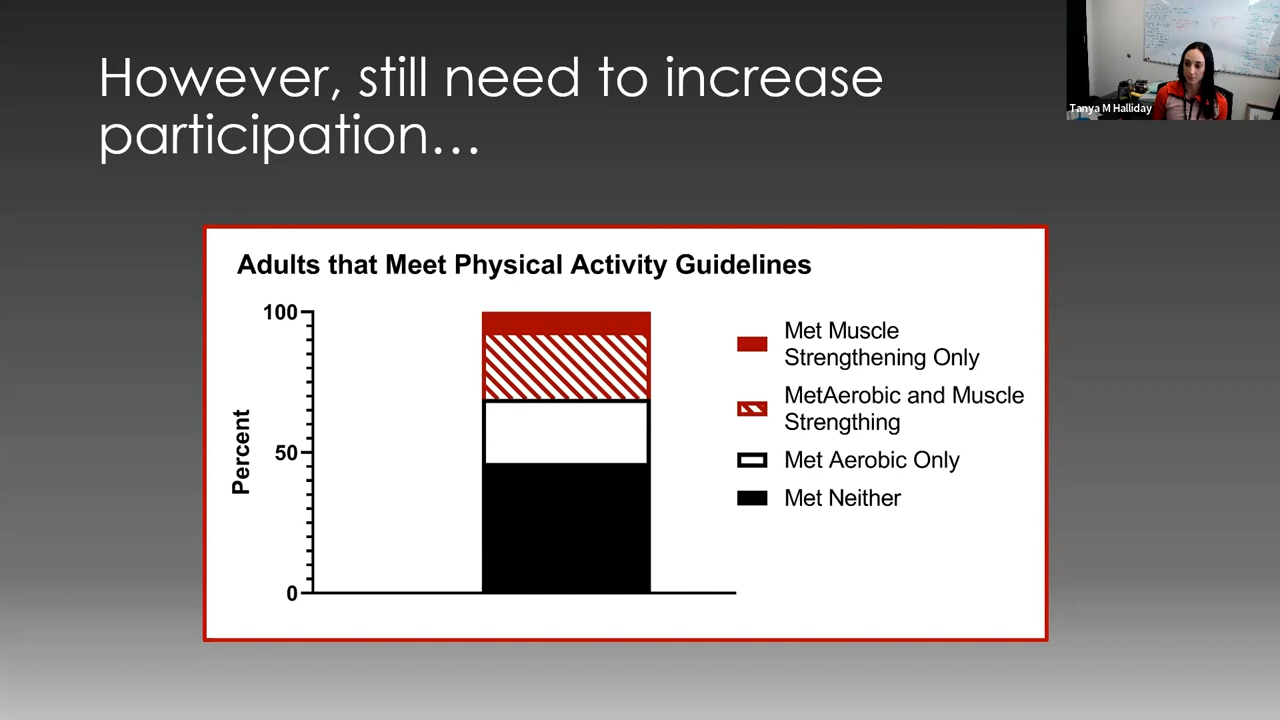 However, still need to increase
participation…
Tanya M Halliday
Adults that Meet Physical Activity Guidelines
Percent
100
50
0
Met Muscle
Strengthening Only
MetAerobic and Muscle
Strengthing
Met Aerobic Only
Met Neither